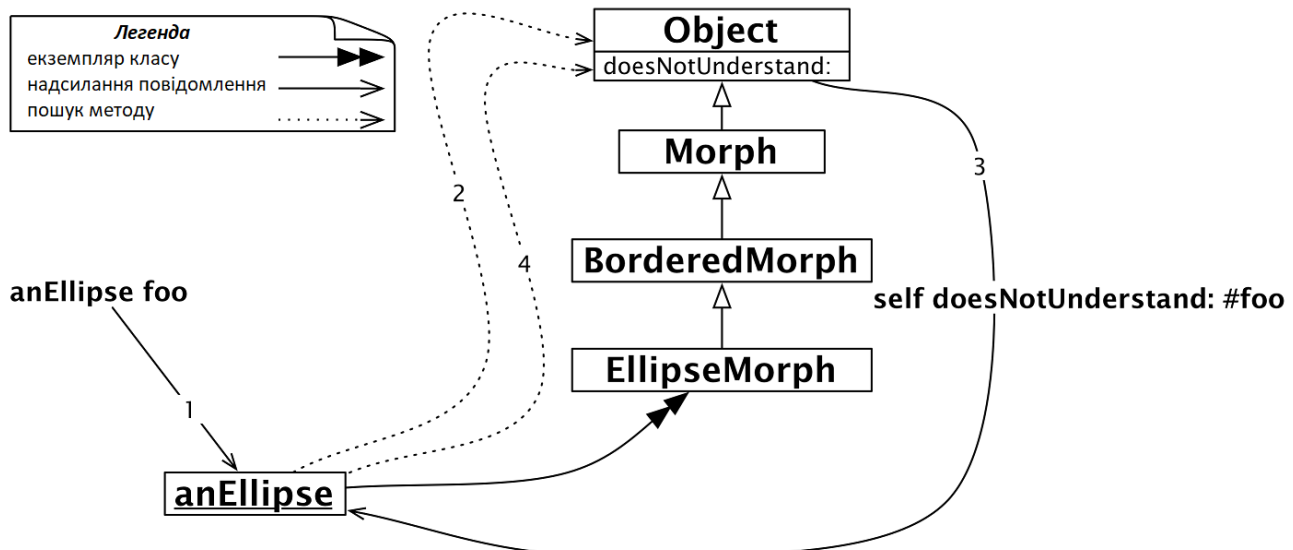 Легенда
екземпляр класу
надсилання повідомлення
пошук методу
Object
doesNotUnderstand:
Morph
3
2
BorderedMorph
4
anEllipse foo
self doesNotUnderstand: #foo
EllipseMorph
1
anEllipse